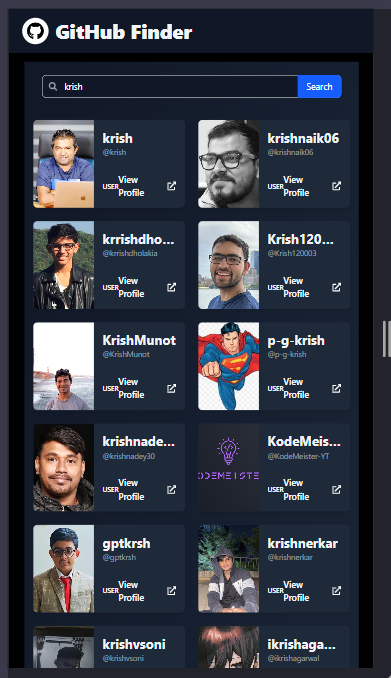 GitHub Finder
krish
Search
krish
@krish
USER View Profile
krishnaik06
@krishnaik06
USER View Profile
krrishdho...
@krrishdholakia
USER View Profile
Krish120...
@Krish120003
USER View Profile
KrishMunot
@KrishMunot
USER View Profile
p-g-krish
@p-g-krish
USER View Profile
krishnade...
@krishnadey30
USER View Profile
KodeMeis...
@KodeMeister-YT
USER View Profile
ODEMEISTE
gptkrsh
@gptkrsh
USER View Profile
krishnerkar
@krishnerkar
USER View Profile
krishvsoni
@krishvsoni
ikrishaga...
@ikrishagarwal